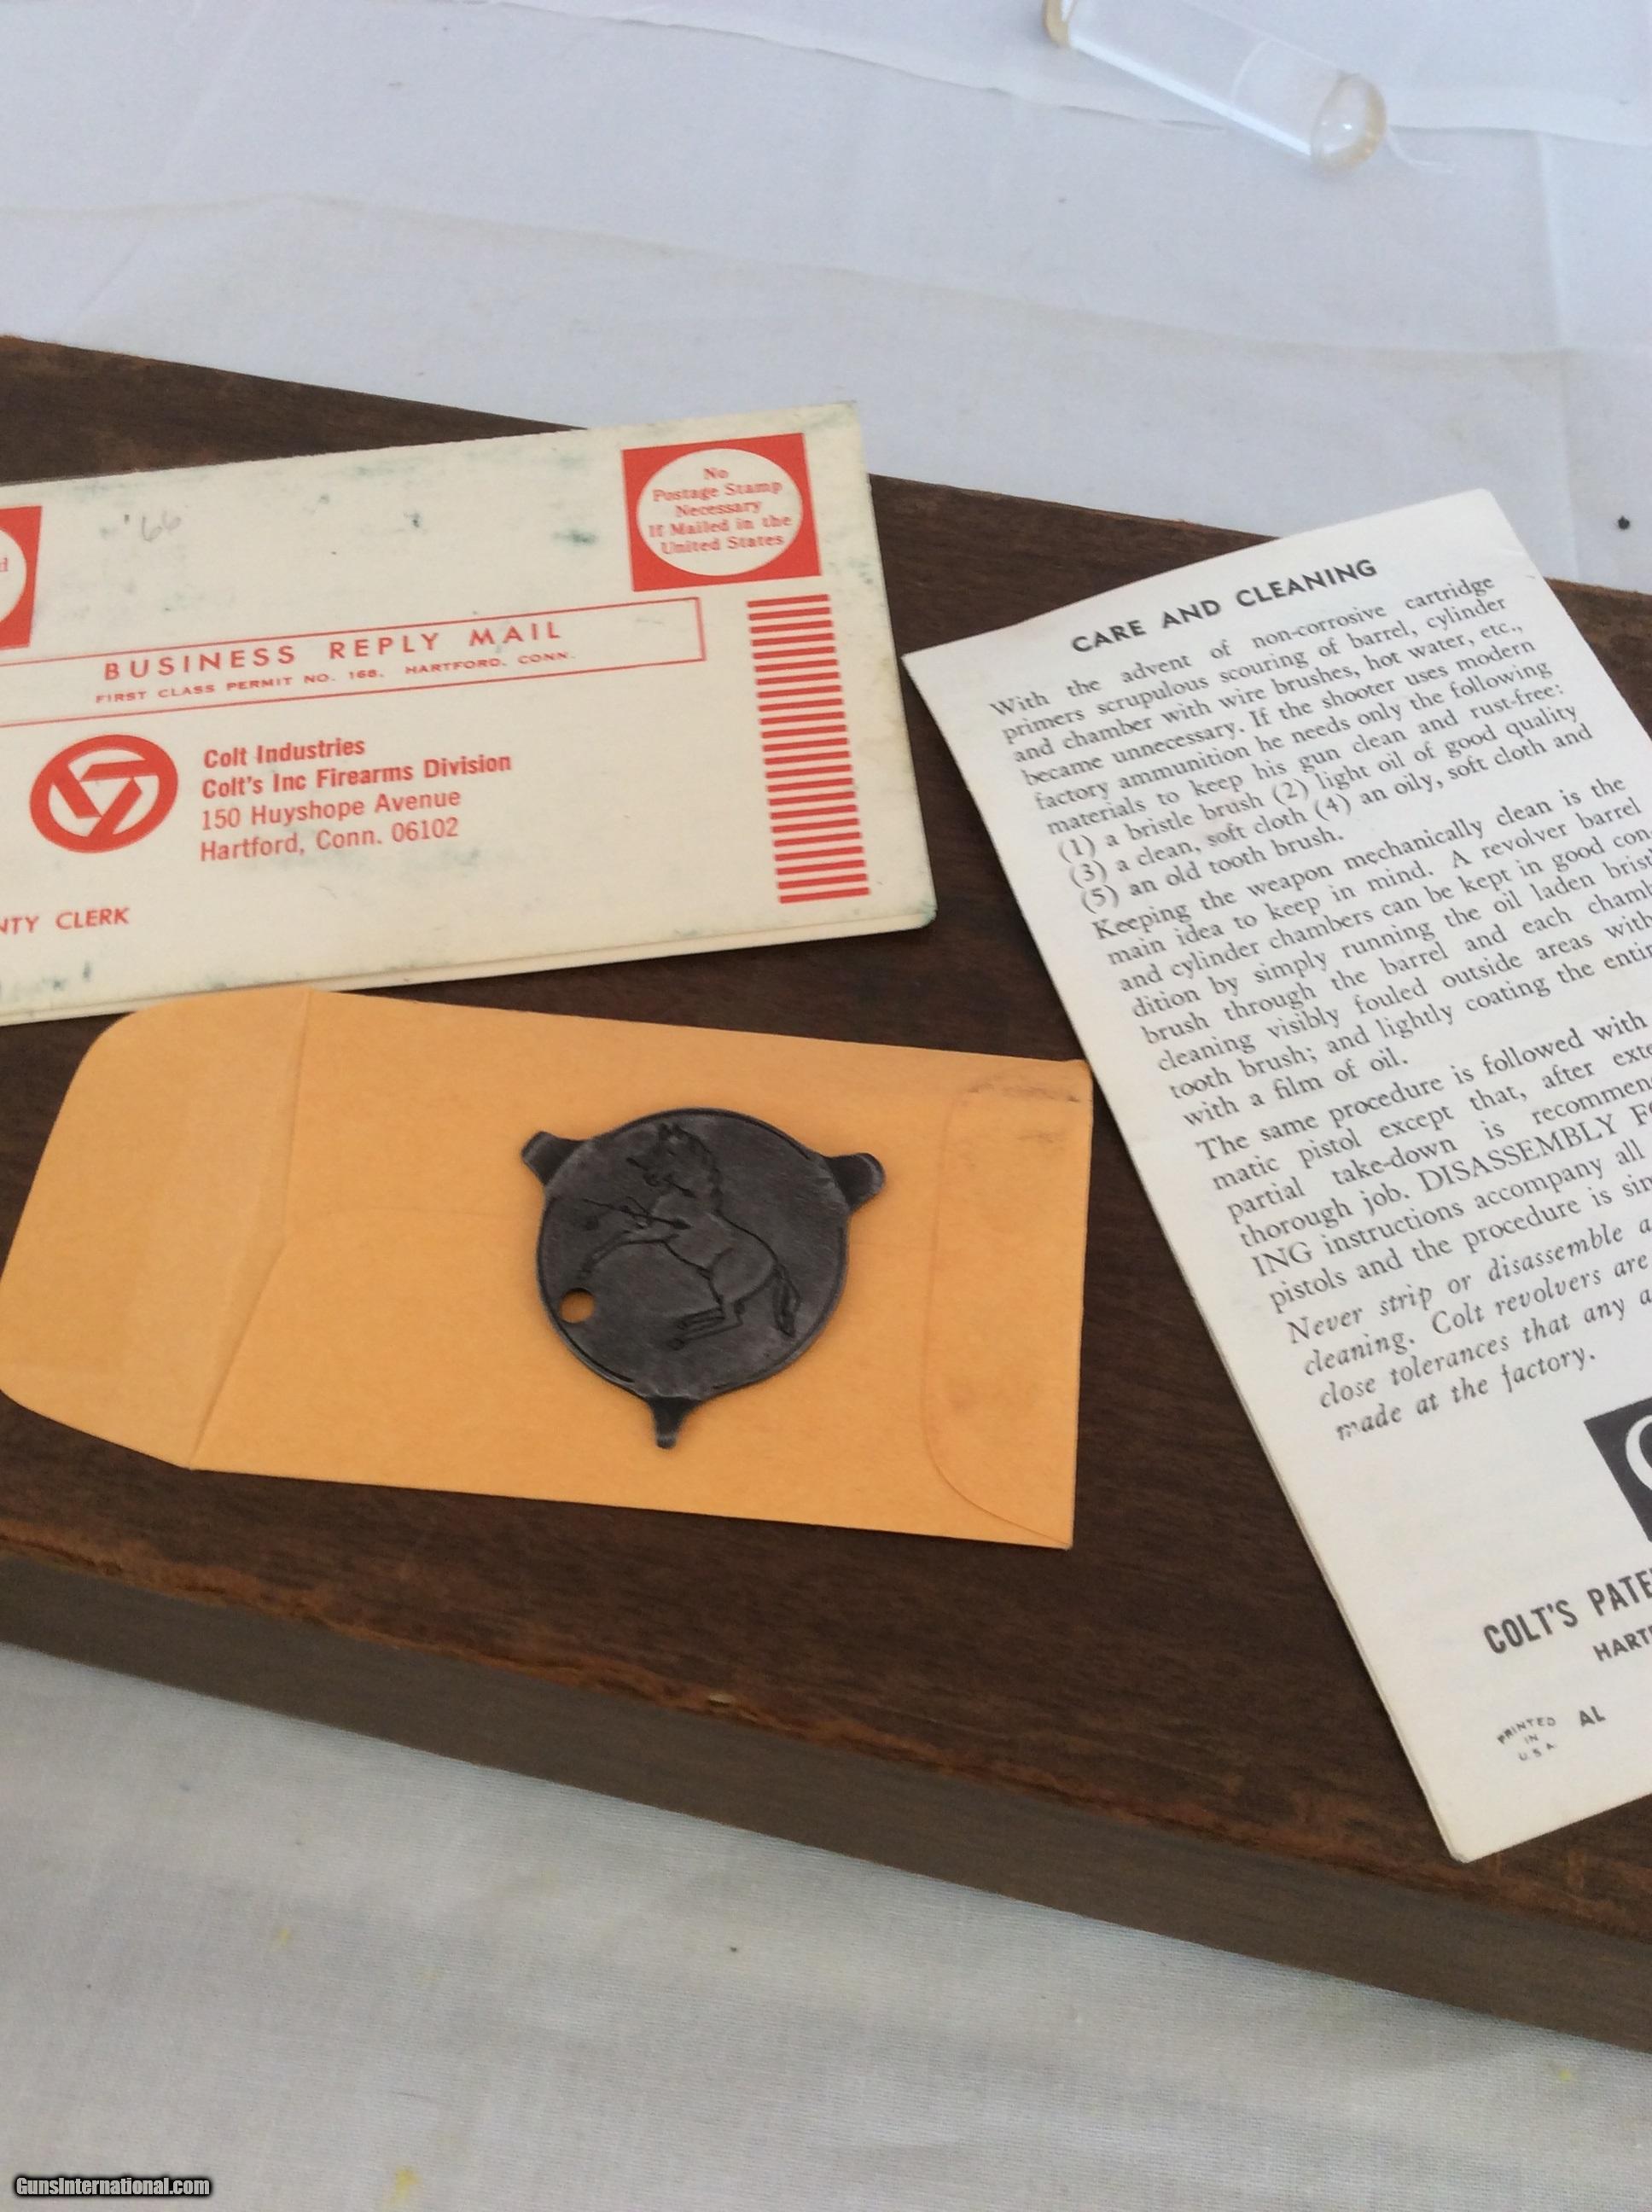 '66
No
Postage Stamp
Necessary
If Mailed in the
United States
BUSINESS REPLY MAIL
FIRST CLASS PERMIT NO. 168, HARTFORD, CONN.
Colt Industries
Colt's Inc Firearms Division
150 Huyshope Avenue
Hartford, Conn. 06102
NTY CLERK
CARE AND CLEANING
With the advent of non-corrosive cartridge
primers scrupulous scouring of barrel, cylinder
and chamber with wire brushes, hot water, etc.,
became unnecessary. If the shooter uses modern
factory ammunition he needs only the following
materials to keep his gun clean and rust-free:
(1) a bristle brush (2) light oil of good quality
(3) a clean, soft cloth (4) an oily, soft cloth and
(5) an old tooth brush.
Keeping the weapon mechanically clean is the
main idea to keep in mind. A revolver barrel
and cylinder chambers can be kept in good con-
dition by simply running the oil laden brist
brush through the barrel and each chamb
cleaning visibly fouled outside areas with
tooth brush; and lightly coating the entir
with a film of oil.
The same procedure is followed with
matic pistol except that, after exte
partial take-down is recommen
thorough job. DISASSEMBLY FO
ING instructions accompany all
pistols and the procedure is sim
Never strip or disassemble a
cleaning. Colt revolvers are
close tolerances that any a
made at the factory.
COLT'S PATE
HARTF
PRINTED
IN
U.S.A.
AL
GunsInternational.com